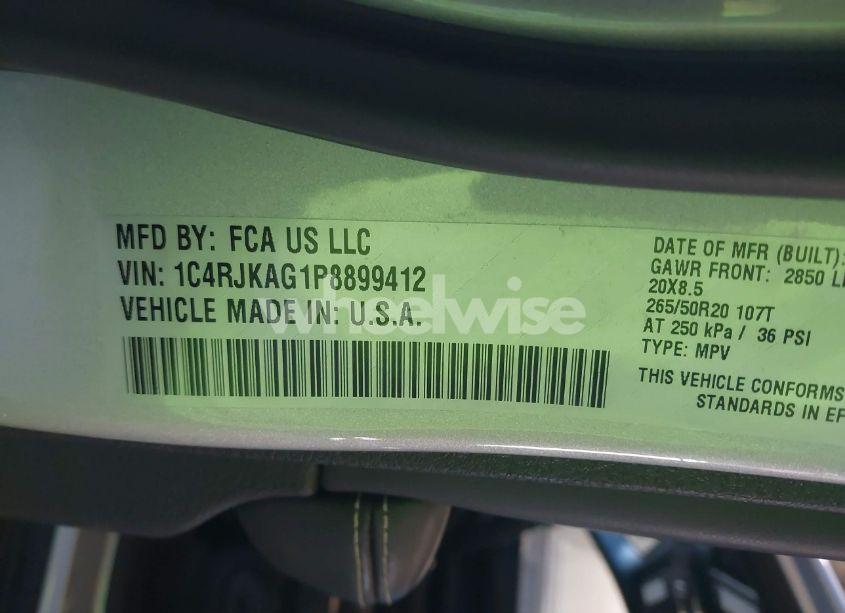 MFD BY: FCA US LLC
VIN: 1C4RJKAG1P8899412
VEHICLE MADE IN: U.S.A.
wheelwise
DATE OF MFR (BUILT):
GAWR FRONT: 2850
20X8.5
265/50R20 107T
AT 250 kPa / 36 PSI
TYPE: MPV
THIS VEHICLE CONFORMS
STANDARDS IN